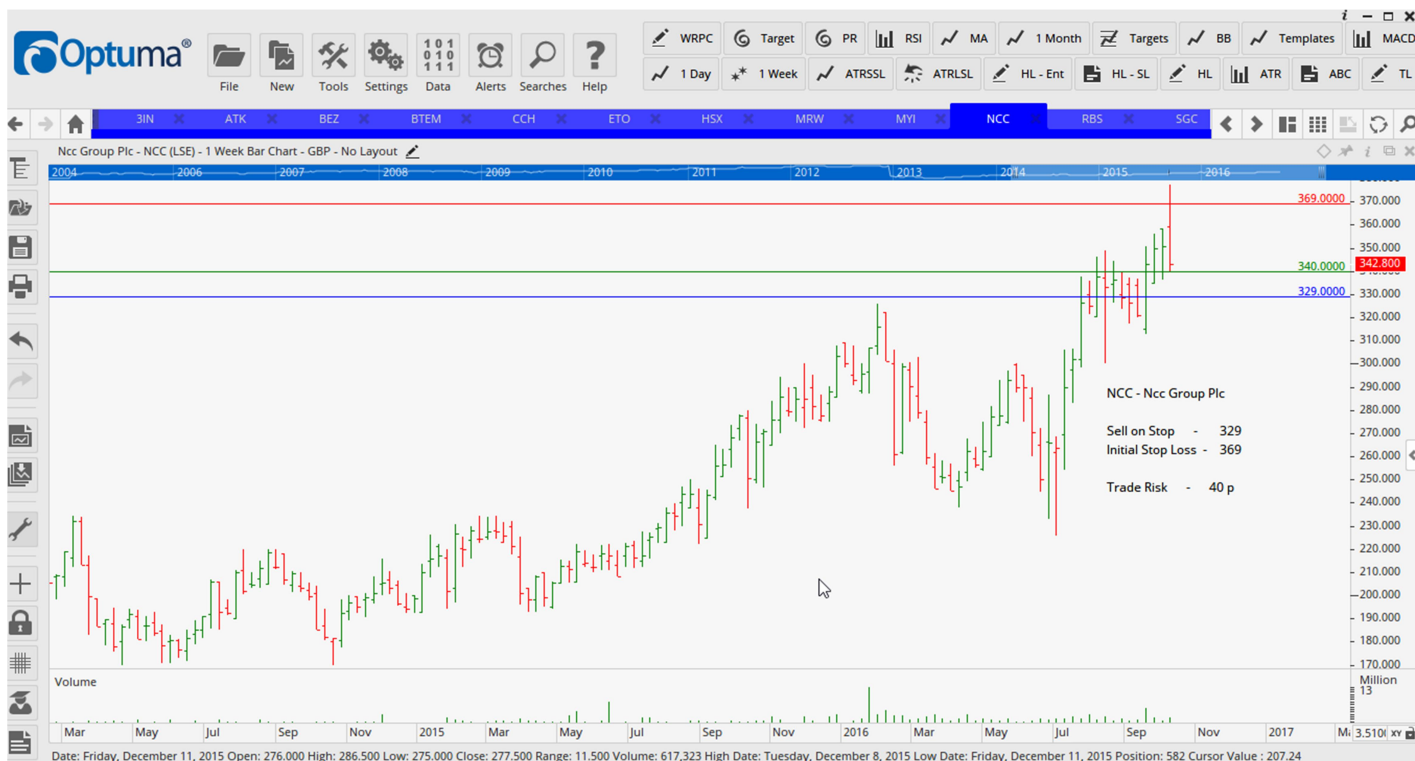 i
Optuma®
File New Tools Settings Data Alerts Searches Help
101
010
111
WRPC Target PR RSI MA 1 Month Targets BB Templates MACD
1 Day 1 Week ATRSSL ATRLSL HL - Ent HL - SL HL ATR ABC TL
3IN ATK BEZ BTEM CCH ETO HSX MRW MYI NCC RBS SGC
Ncc Group Plc - NCC (LSE) - 1 Week Bar Chart - GBP - No Layout
2004 2006 2007 2008 2009 2010 2011 2012 2013 2014 2015 2016
369.0000
340.0000
329.0000
370.000
360.000
350.000
342.800
330.000
320.000
310.000
300.000
290.000
280.000
270.000
260.000
250.000
240.000
230.000
220.000
210.000
200.000
190.000
180.000
170.000
NCC - Ncc Group Plc
Sell on Stop - 329
Initial Stop Loss - 369
Trade Risk - 40 p
Volume
Million
13
Mar May Jul Sep Nov 2015 Mar May Jul Sep Nov 2016 Mar May Jul Sep Nov 2017 3.510 XY
Date: Friday, December 11, 2015 Open: 276.000 High: 286.500 Low: 275.000 Close: 277.500 Range: 11.500 Volume: 617,323 High Date: Tuesday, December 8, 2015 Low Date: Friday, December 11, 2015 Position: 582 Cursor Value : 207.24